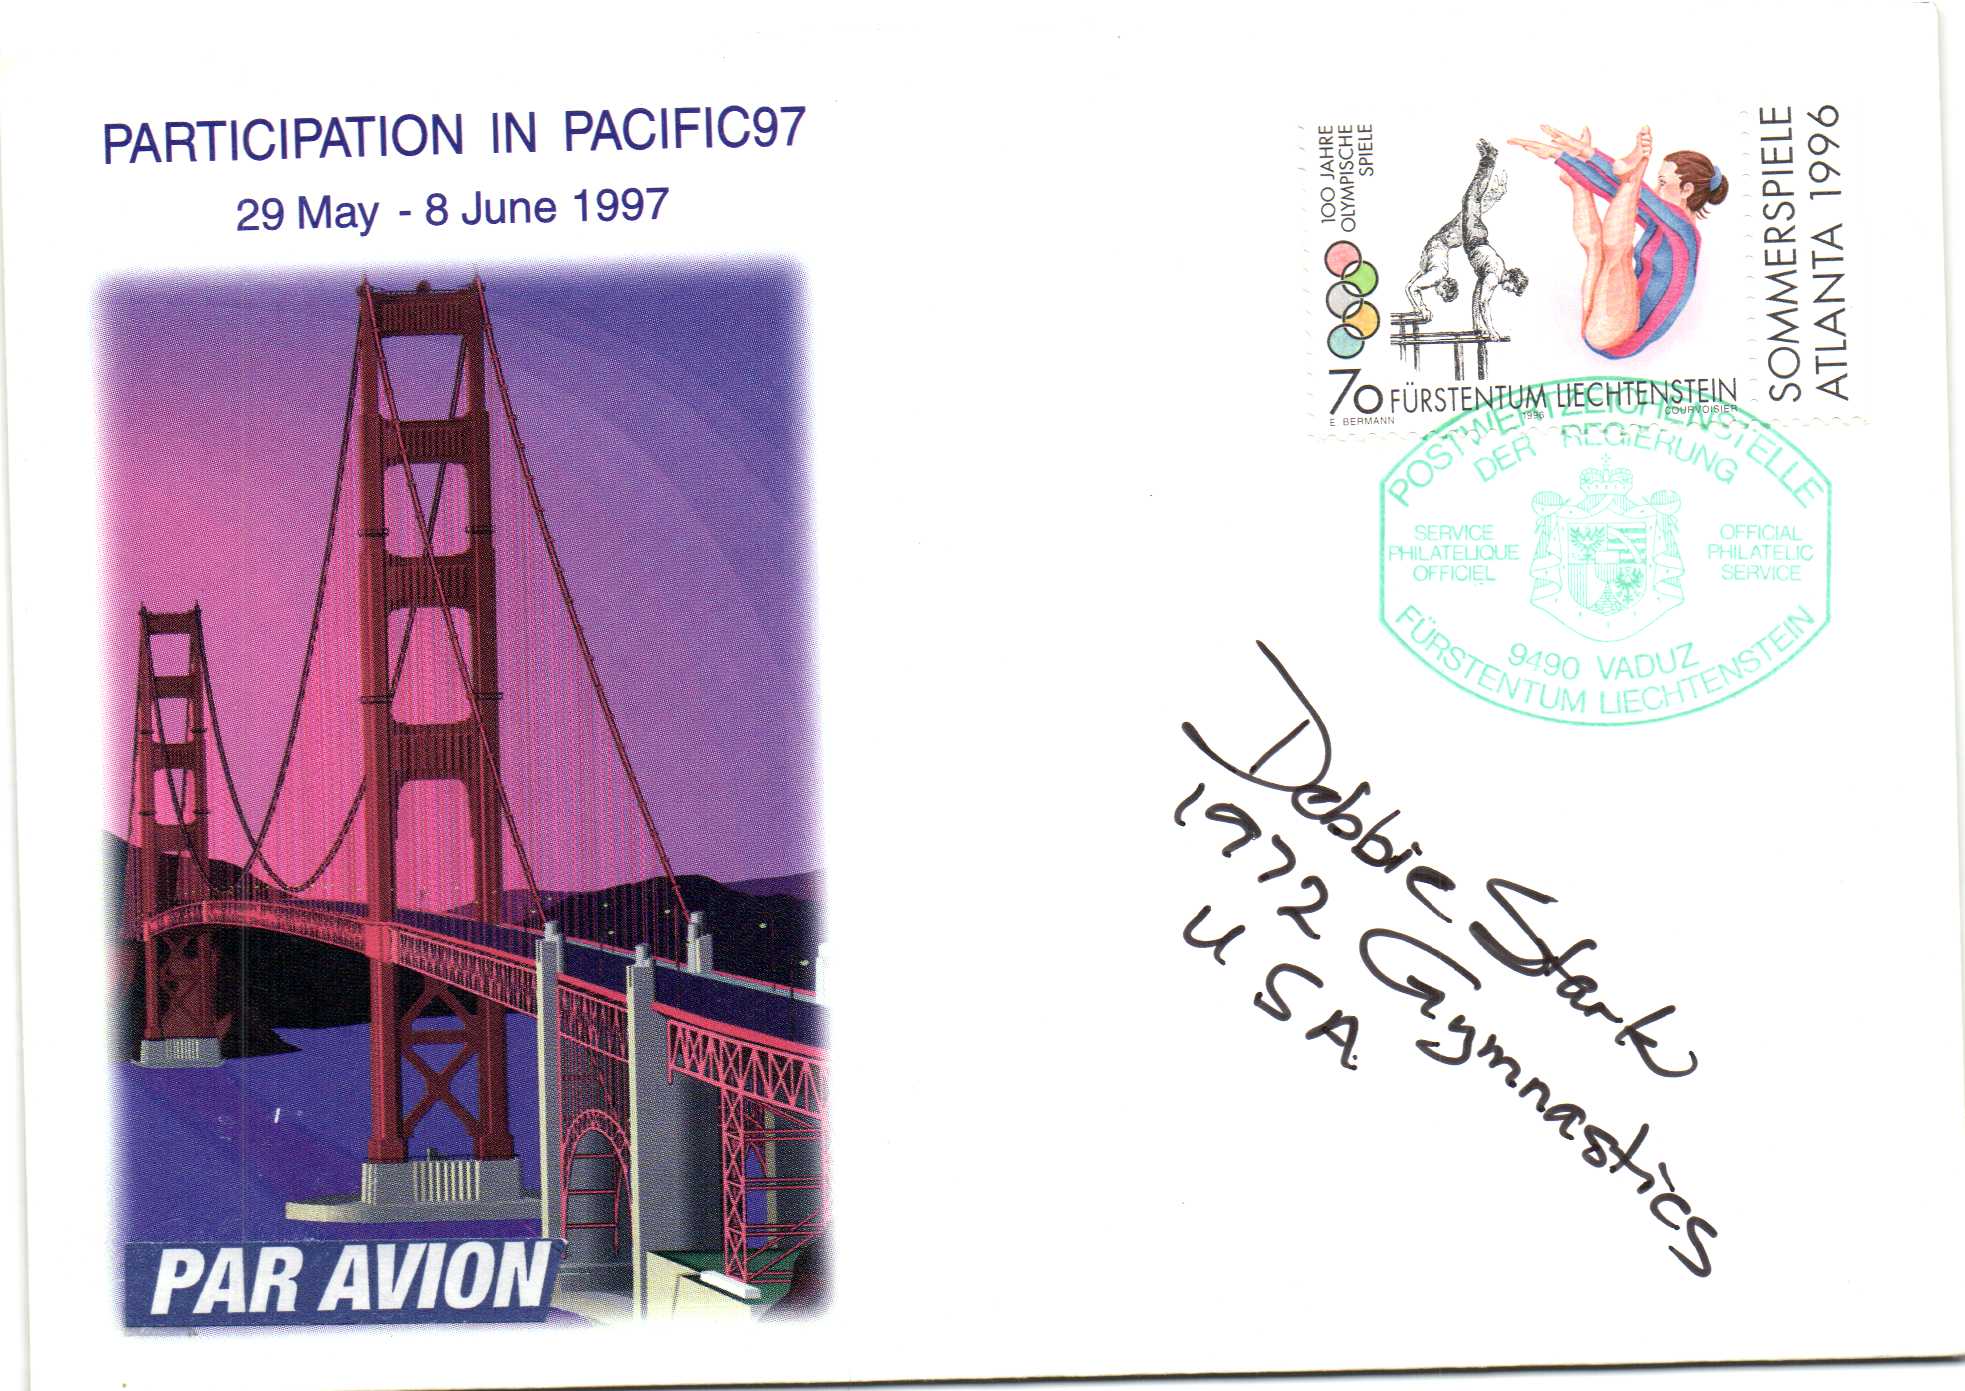 PARTICIPATION IN PACIFIC97
29 May - 8 June 1997
100 JAHRE
OLYMPISCHE
SPIELE
70 FÜRSTENTUM LIECHTENSTEIN
E. BERMANN 1996 COURVOISIER
SOMMERSPIELE
ATLANTA 1996
POSTWERTZEICHENSTELLE
DER REGIERUNG
SERVICE
PHILATELIQUE
OFFICIEL
OFFICIAL
PHILATELIC
SERVICE
9490 VADUZ
FÜRSTENTUM LIECHTENSTEIN
Debbie Stark
1972 Gymnastics
USA
PAR AVION